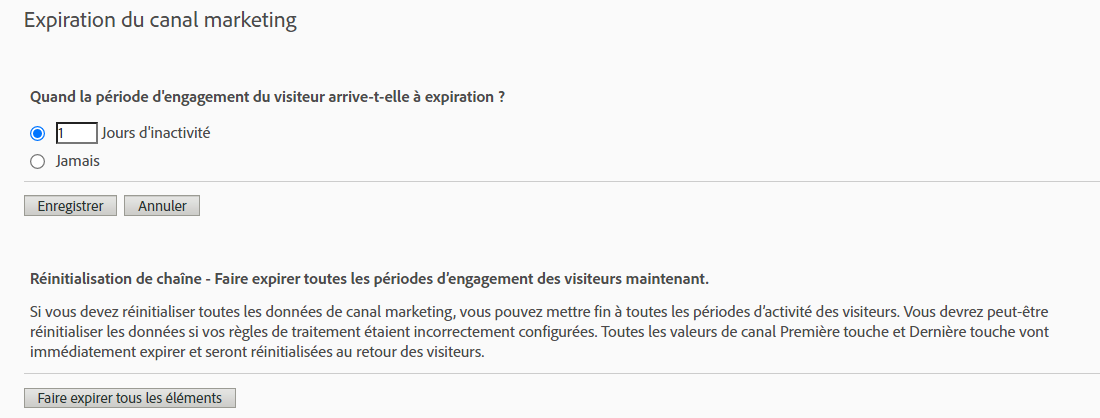 Expiration du canal marketing
Quand la période d'engagement du visiteur arrive-t-elle à expiration ?
1 Jours d'inactivité
Jamais
Enregistrer Annuler
Réinitialisation de chaîne - Faire expirer toutes les périodes d’engagement des visiteurs maintenant.
Si vous devez réinitialiser toutes les données de canal marketing, vous pouvez mettre fin à toutes les périodes d’activité des visiteurs. Vous devrez peut-être
réinitialiser les données si vos règles de traitement étaient incorrectement configurées. Toutes les valeurs de canal Première touche et Dernière touche vont
immédiatement expirer et seront réinitialisées au retour des visiteurs.
Faire expirer tous les éléments